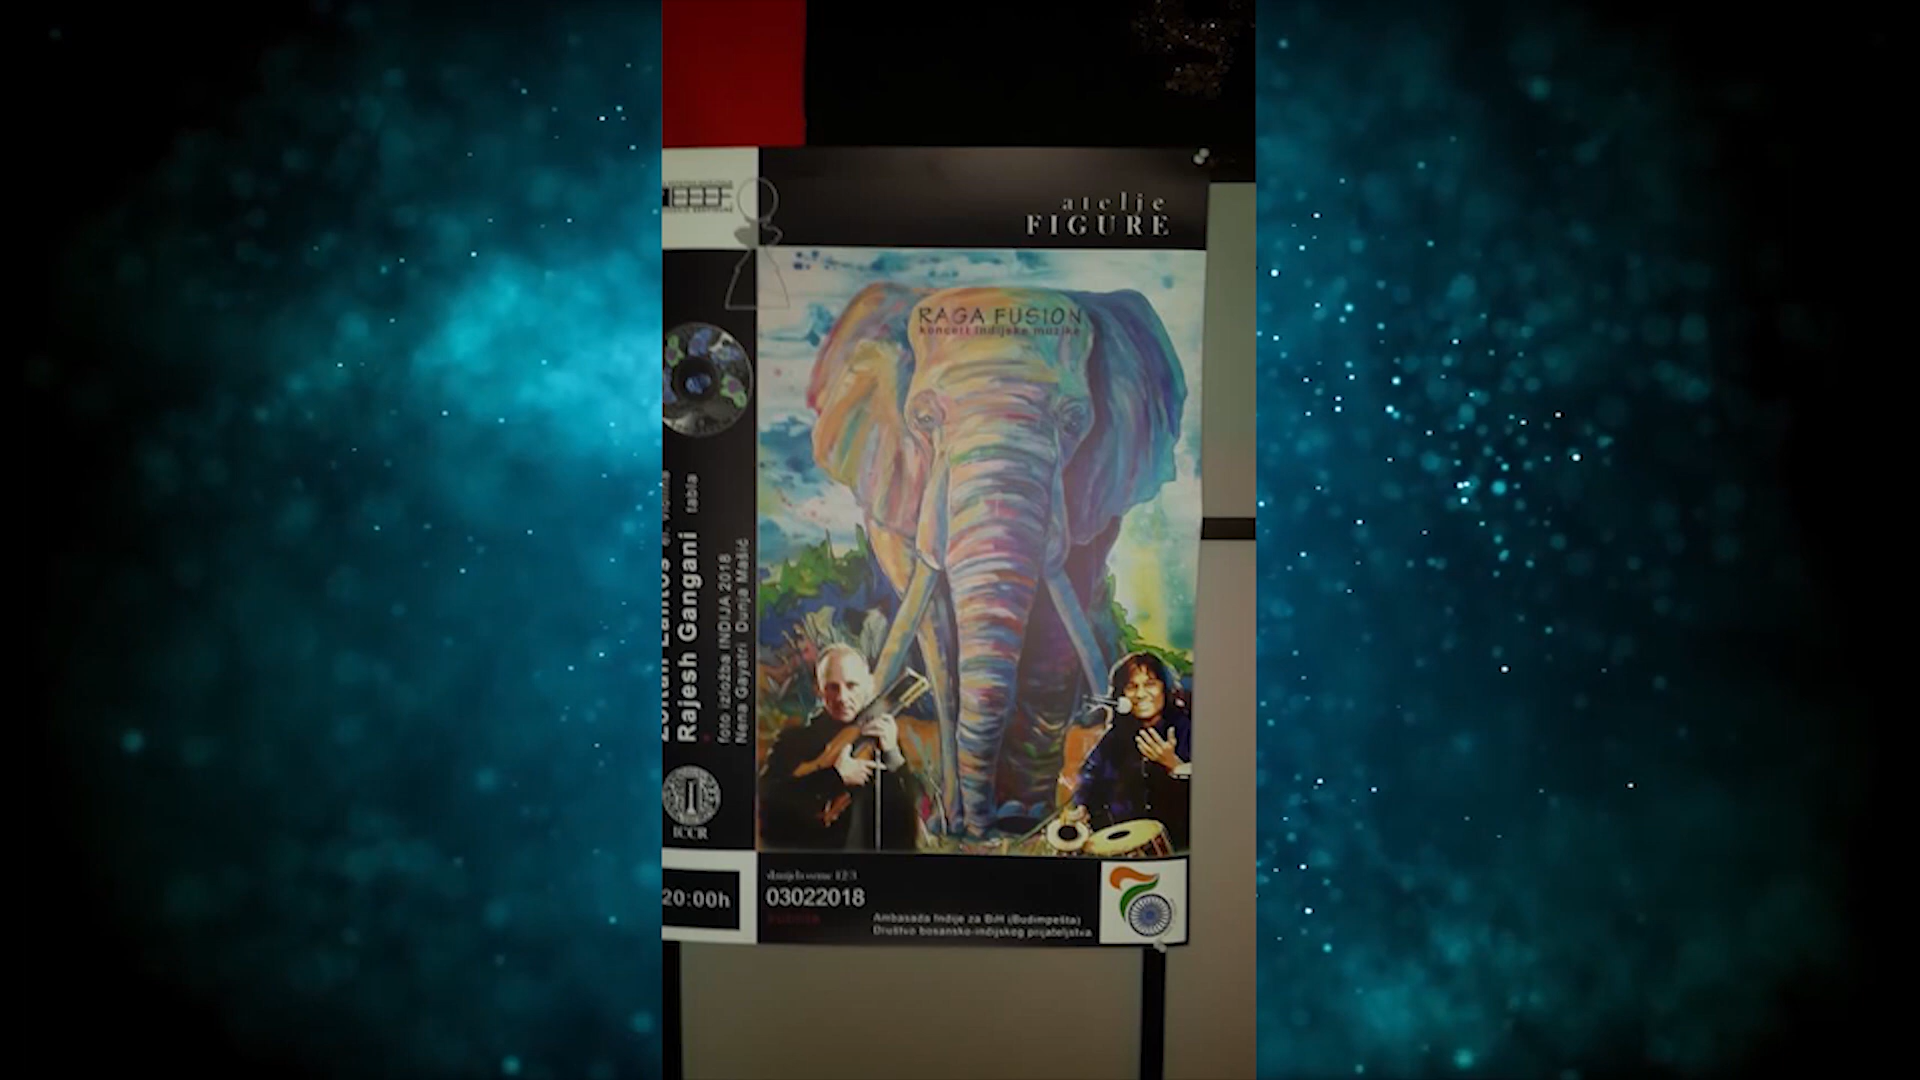 atelje
FIGURE
RAGA FUSION
koncert indijske muzike
Rajesh Gangani tabla
foto izložba INDIJA 2018
Nena Gayatri Dunja Mašić
ICCR
20:00h
03022018
Ambasada Indije za BiH (Budimpešta)
Društvo bosansko-indijskog prijateljstva